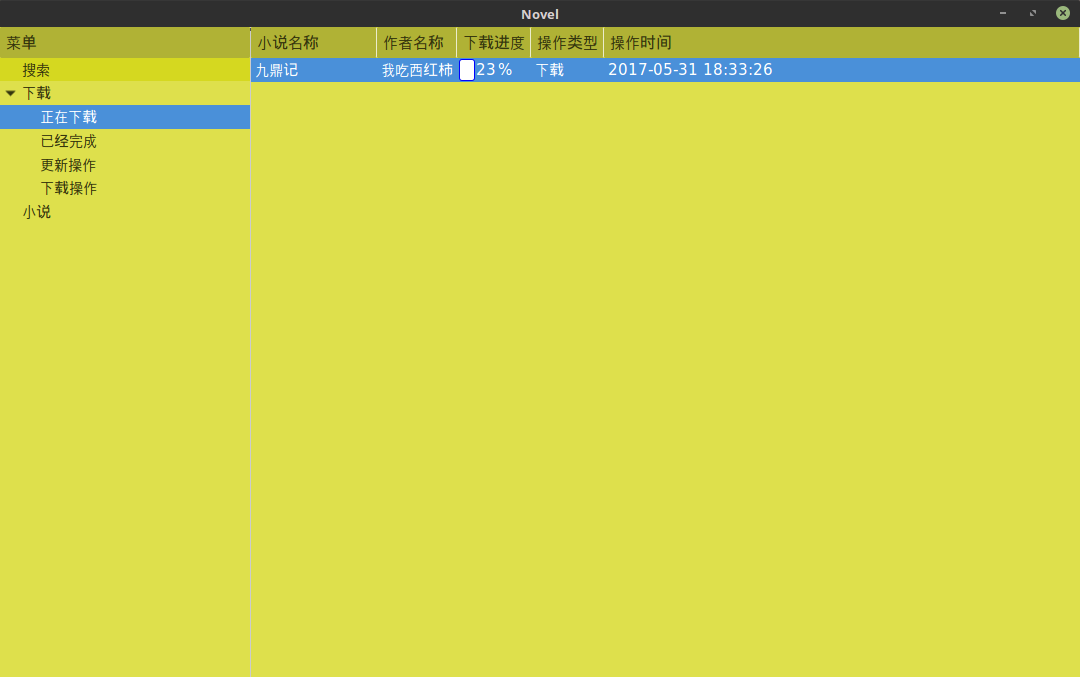 Novel
菜单
搜索
下载
正在下载
已经完成
更新操作
下载操作
小说
小说名称 作者名称 下载进度 操作类型 操作时间
九鼎记 我吃西红柿 23% 下载 2017-05-31 18:33:26